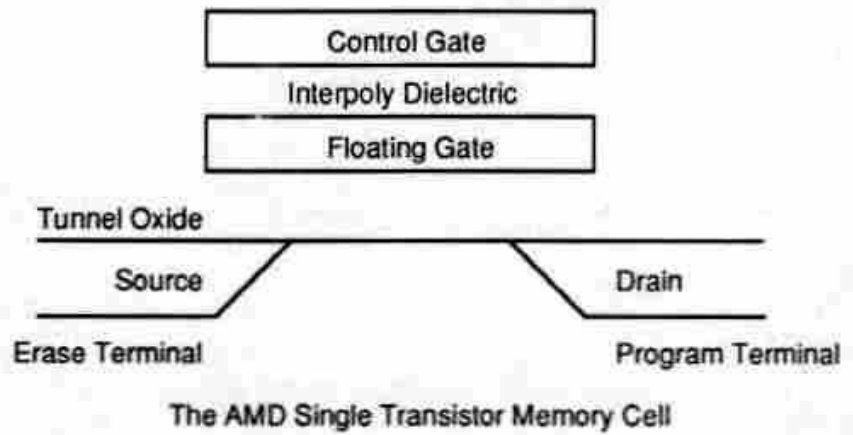 Control Gate
Interpoly Dielectric
Floating Gate
Tunnel Oxide
Source Drain
Erase Terminal Program Terminal
The AMD Single Transistor Memory Cell